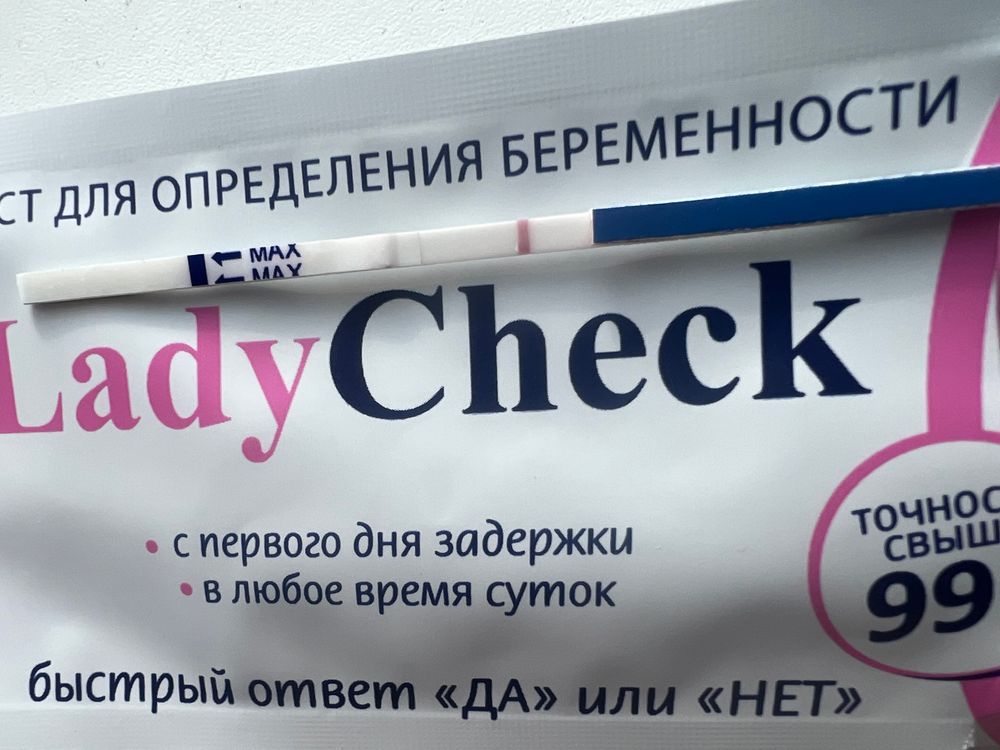 СТ ДЛЯ ОПРЕДЕЛЕНИЯ БЕРЕМЕННОСТИ
MAX
MAX
LadyCheck
• с первого дня задержки
• в любое время суток
быстрый ответ «ДА» или «НЕТ»
ТОЧНОС
СВЫШ
99